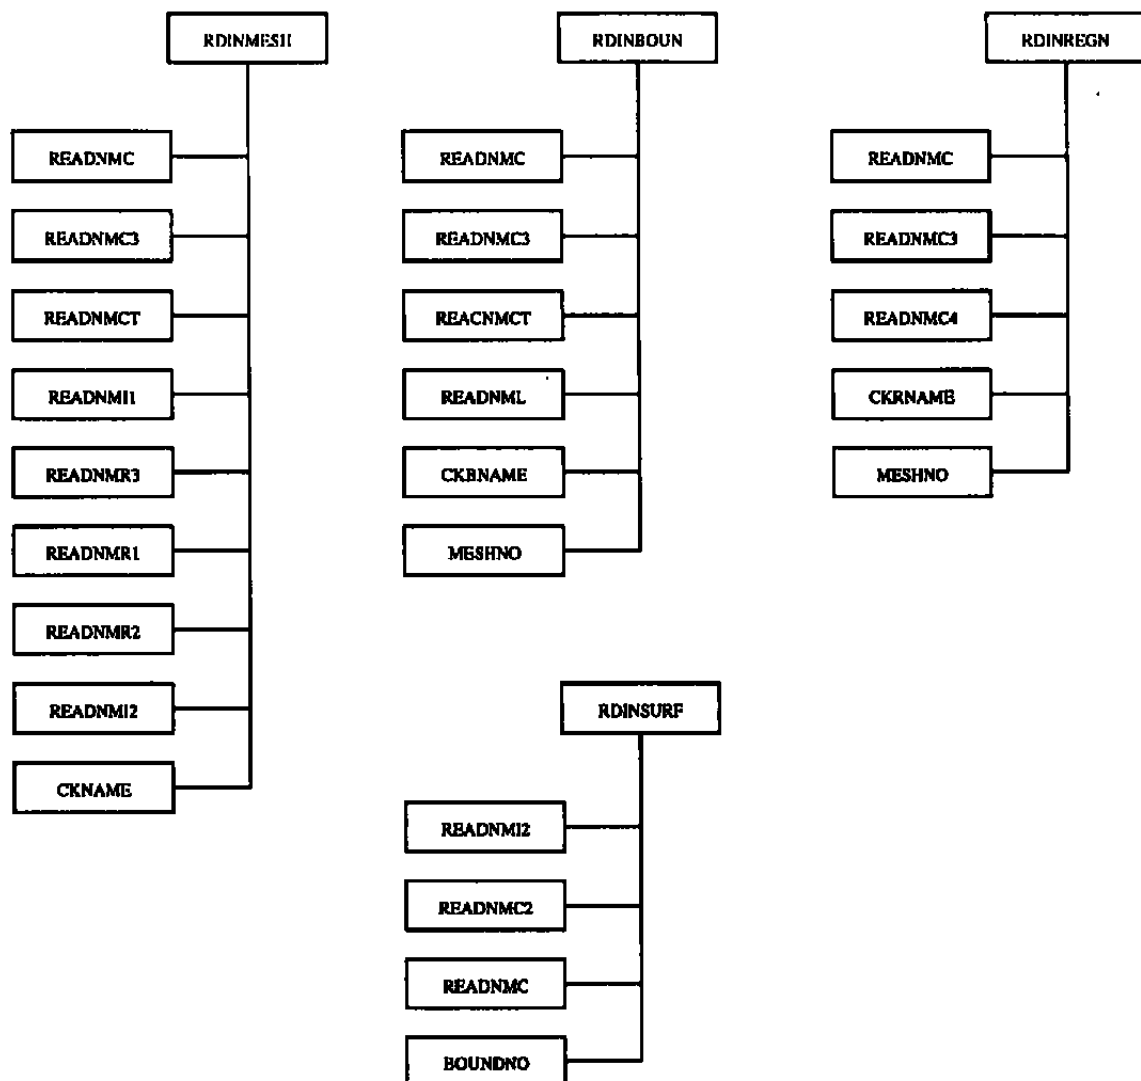 RDINMESH
READNMC
READNMC3
READNMCT
READNMI1
READNMR3
READNMR1
READNMR2
READNMI2
CKNAME
RDINBOUN
READNMC
READNMC3
REACNMCT
READNML
CKBNAME
MESHNO
RDINREGN
READNMC
READNMC3
READNMC4
CKRNAME
MESHNO
RDINSURF
READNMI2
READNMC2
READNMC
BOUNDNO